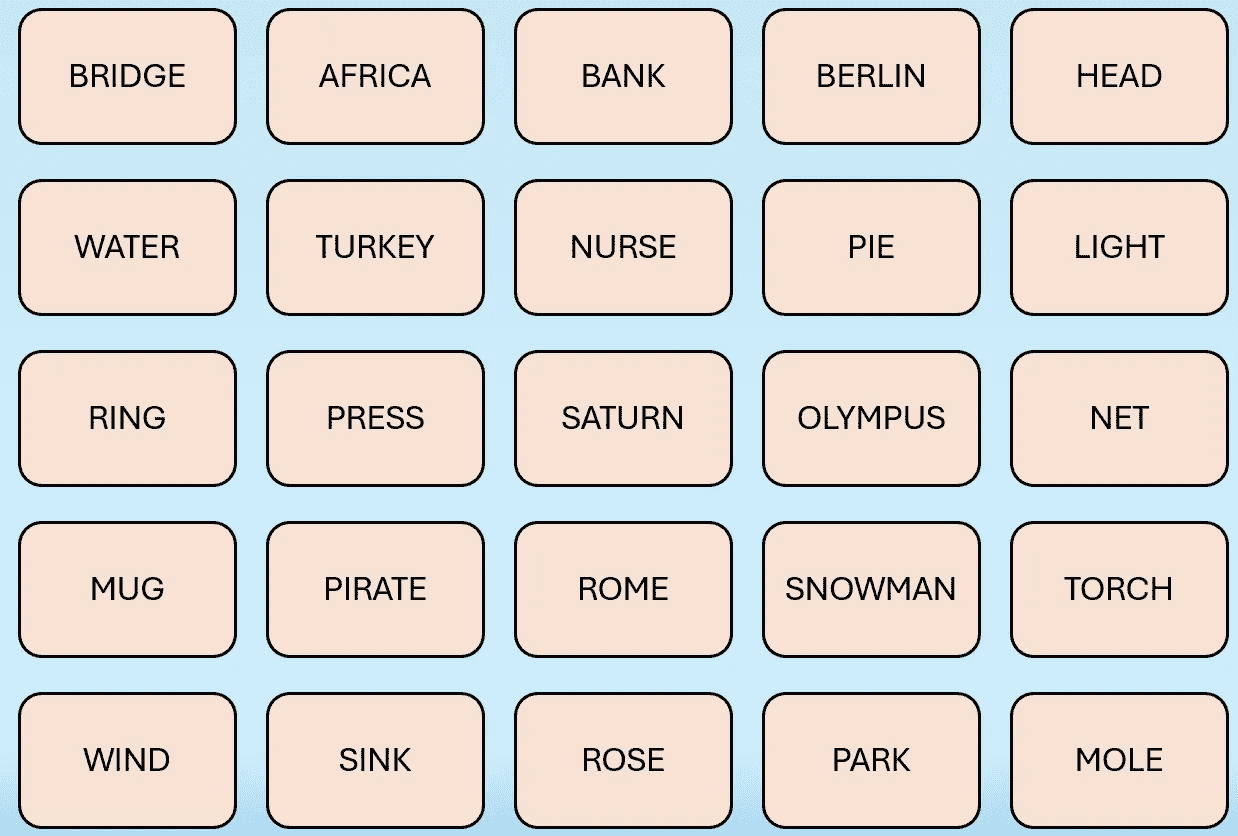 BRIDGE AFRICA BANK BERLIN HEAD
WATER TURKEY NURSE PIE LIGHT
RING PRESS SATURN OLYMPUS NET
MUG PIRATE ROME SNOWMAN TORCH
WIND SINK ROSE PARK MOLE